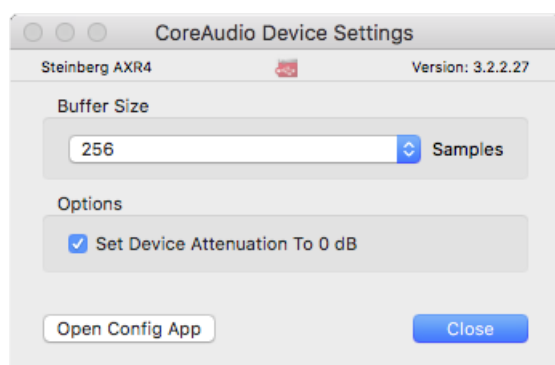 CoreAudio Device Settings
Steinberg AXR4 Version: 3.2.2.27
Buffer Size
256 Samples
Options
Set Device Attenuation To 0 dB
Open Config App Close